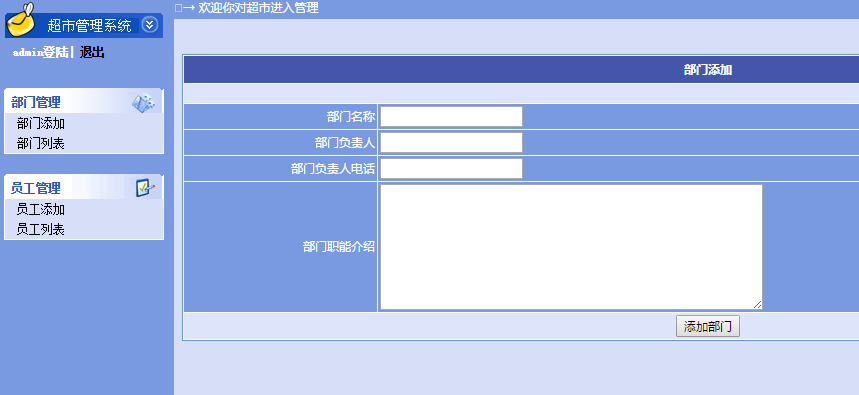 超市管理系统
admin登陆| 退出
部门管理
部门添加
部门列表
员工管理
员工添加
员工列表
□→ 欢迎你对超市进入管理
部门添加
部门名称
部门负责人
部门负责人电话
部门职能介绍
添加部门